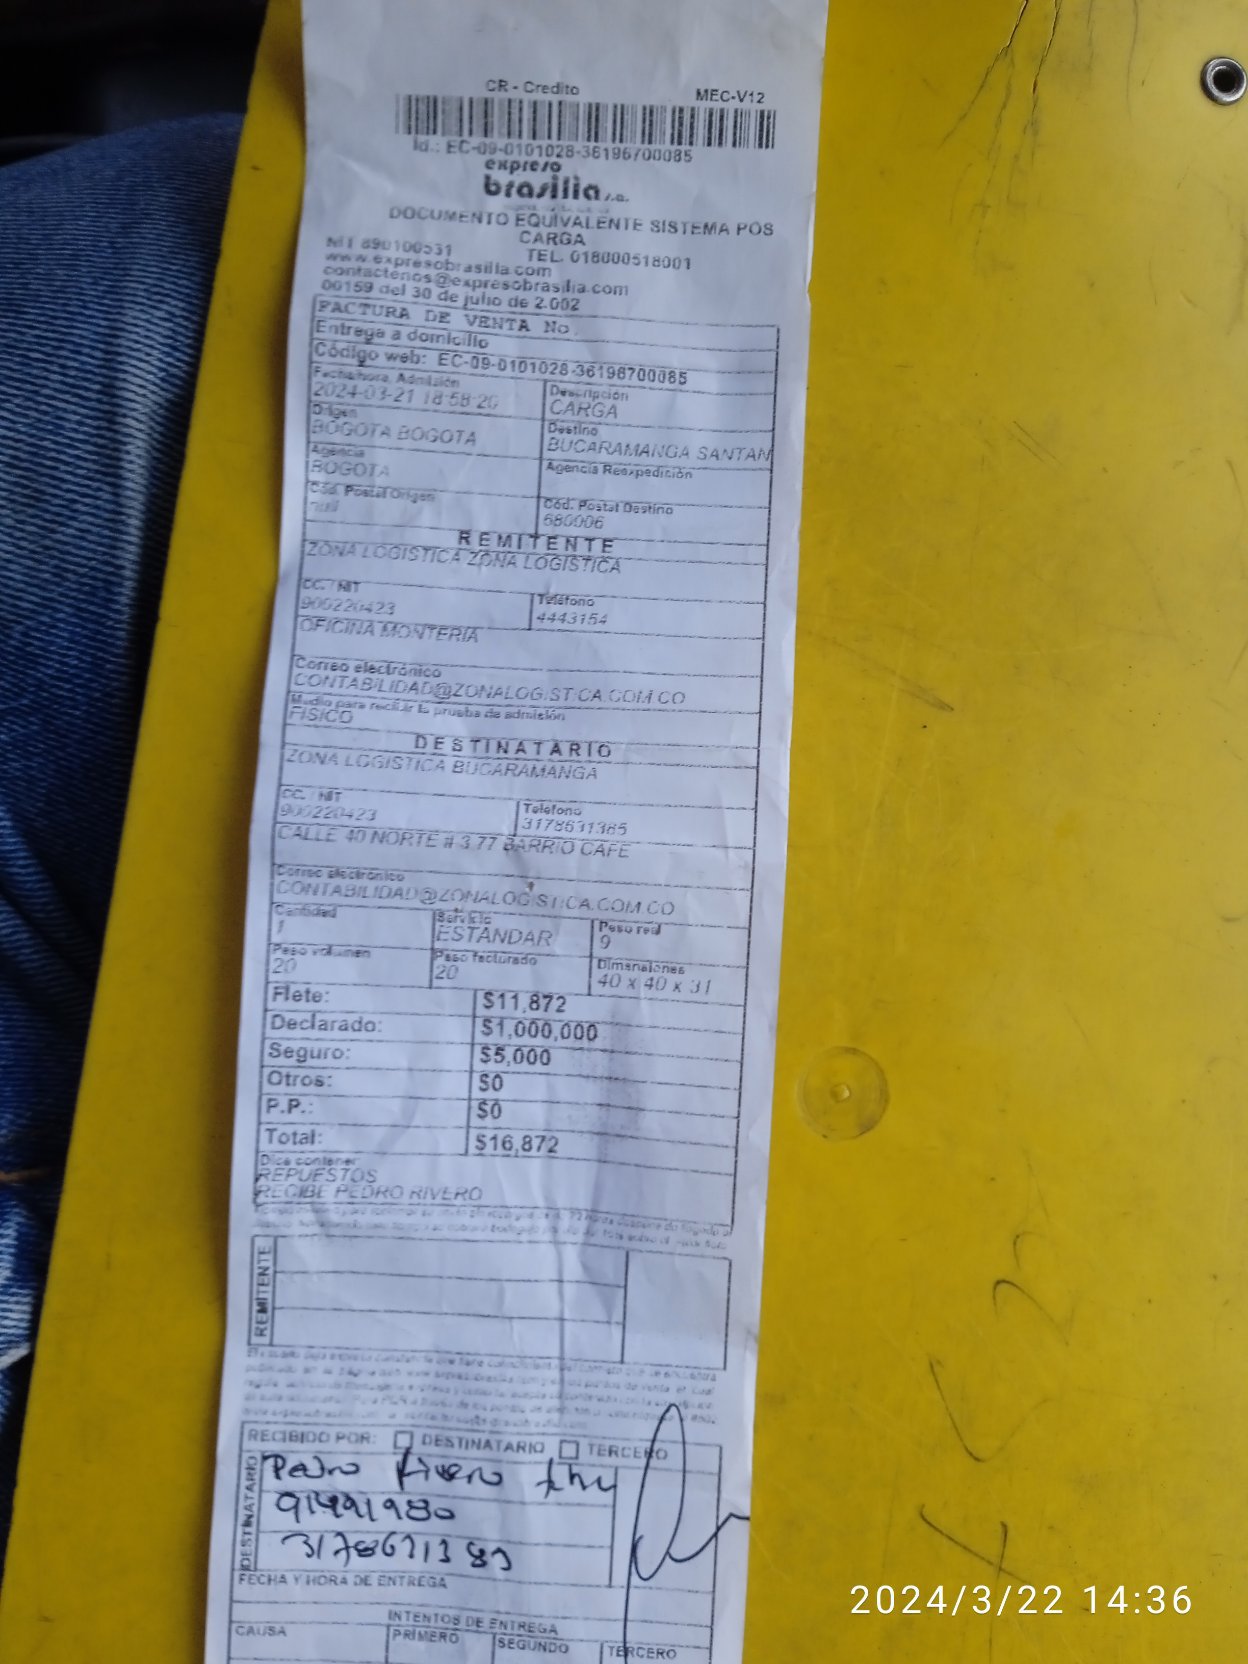 CR - Credito MEC-V12
Id.: EC-09-0101028-36196700085
expreso
brasilia s.a.
DOCUMENTO EQUIVALENTE SISTEMA POS
CARGA
NIT 890100531 TEL. 018000518001
www.expresobrasilia.com
contactenos@expresobrasilia.com
00159 del 30 de julio de 2.002
FACTURA DE VENTA No.
Entrega a domicilio
Código web: EC-09-0101028-36196700085
Fecha/hora Admisión Descripción
2024-03-21 18:58:20 CARGA
Origen Destino
BOGOTA BOGOTA BUCARAMANGA SANTAN
Agencia Agencia Reexpedición
BOGOTA
Cód. Postal Origen Cód. Postal Destino
680006
REMITENTE
ZONA LOGISTICA ZONA LOGISTICA
CC. / NIT Teléfono
900220423 4443154
OFICINA MONTERIA
Correo electrónico
CONTABILIDAD@ZONALOGISTICA.COM.CO
Medio para recibir la prueba de admisión
FISICO
DESTINATARIO
ZONA LOGISTICA BUCARAMANGA
CC. / NIT Teléfono
900220423 3178631385
CALLE 40 NORTE # 3 77 BARRIO CAFE
Correo electrónico
CONTABILIDAD@ZONALOGISTICA.COM.CO
Cantidad Servicio Peso real
1 ESTANDAR 9
Peso volumen Peso facturado Dimensiones
20 20 40 x 40 x 31
Flete: $11,872
Declarado: $1,000,000
Seguro: $5,000
Otros: $0
P.P.: $0
Total: $16,872
Dice contener
REPUESTOS
RECIBE PEDRO RIVERO
REMITENTE
RECIBIDO POR: DESTINATARIO TERCERO
DESTINATARIO
Pedro Rivero
91491980
FECHA Y HORA DE ENTREGA
INTENTOS DE ENTREGA
CAUSA PRIMERO SEGUNDO TERCERO
2024/3/22 14:36